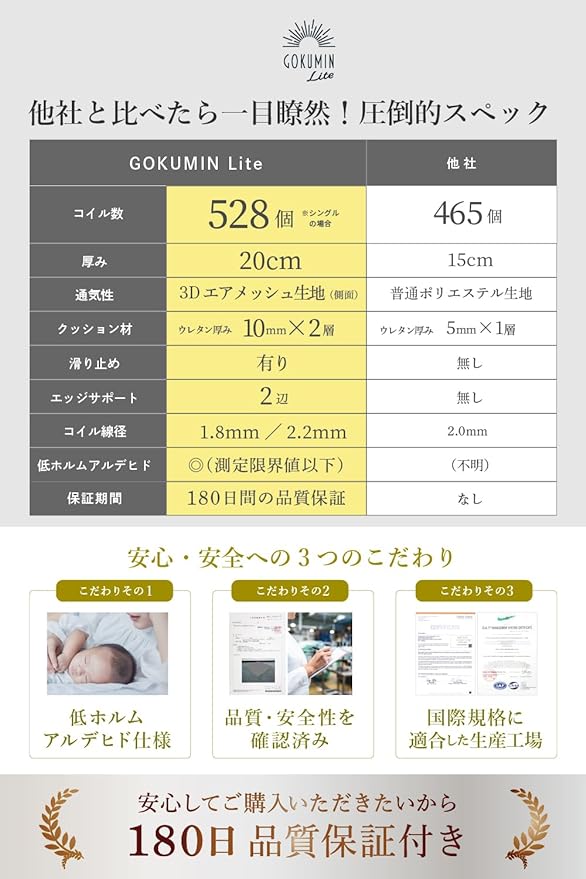 GOKUMIN
Lite
他社と比べたら一目瞭然！圧倒的スペック
GOKUMIN Lite 他社
コイル数 528個 ※シングルの場合 465個
厚み 20cm 15cm
通気性 3Dエアメッシュ生地（側面） 普通ポリエステル生地
クッション材 ウレタン厚み 10mm×2層 ウレタン厚み 5mm×1層
滑り止め 有り 無し
エッジサポート 2辺 無し
コイル線径 1.8mm／2.2mm 2.0mm
低ホルムアルデヒド ◎（測定限界値以下） （不明）
保証期間 180日間の品質保証 なし
安心・安全への3つのこだわり
こだわりその1
低ホルム
アルデヒド仕様
こだわりその2
品質・安全性を
確認済み
こだわりその3
国際規格に
適合した生産工場
安心してご購入いただきたいから
180日 品質保証付き